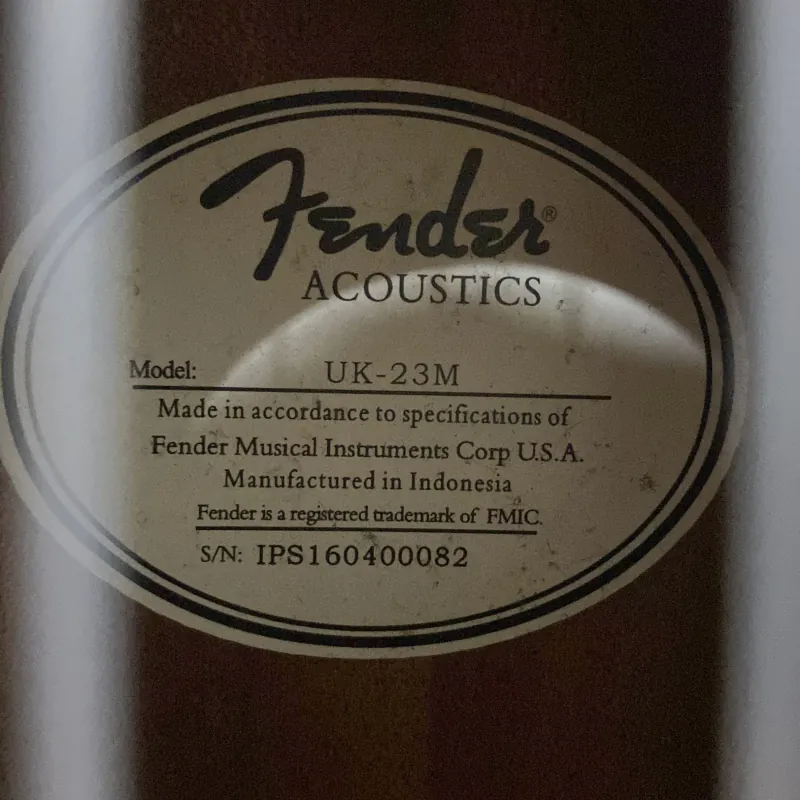 Fender®
ACOUSTICS
Model: UK-23M
Made in accordance to specifications of
Fender Musical Instruments Corp U.S.A.
Manufactured in Indonesia
Fender is a registered trademark of FMIC.
S/N: IPS160400082